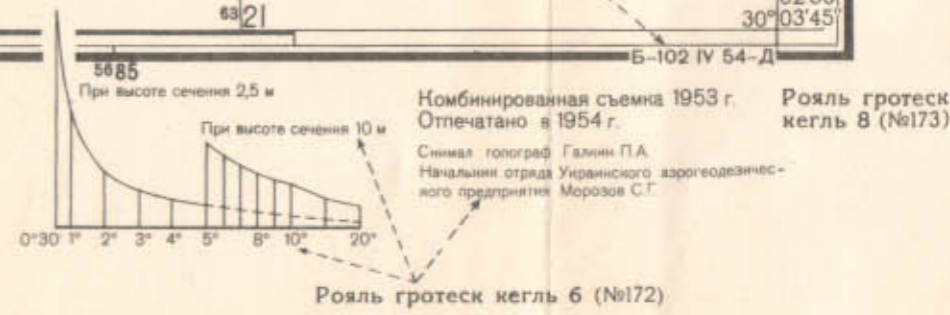 63 21
30° 03'45"
Б-102 IV 54-Д
56 85
При высоте сечения 2,5 м
При высоте сечения 10 м
Комбинированная съемка 1953 г.
Отпечатано в 1954 г.
Снимал топограф Галкин П.А.
Начальник отряда Украинского аэрогеодезичес-
кого предприятия Морозов С.Г.
Рояль гротеск
кегль 8 (№173)
0°30' 1° 2° 3° 4° 5° 8° 10° 20°
Рояль гротеск кегль 6 (№172)